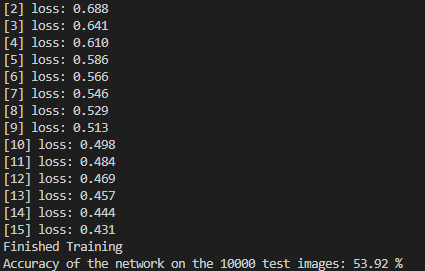 [2] loss: 0.688
[3] loss: 0.641
[4] loss: 0.610
[5] loss: 0.586
[6] loss: 0.566
[7] loss: 0.546
[8] loss: 0.529
[9] loss: 0.513
[10] loss: 0.498
[11] loss: 0.484
[12] loss: 0.469
[13] loss: 0.457
[14] loss: 0.444
[15] loss: 0.431
Finished Training
Accuracy of the network on the 10000 test images: 53.92 %